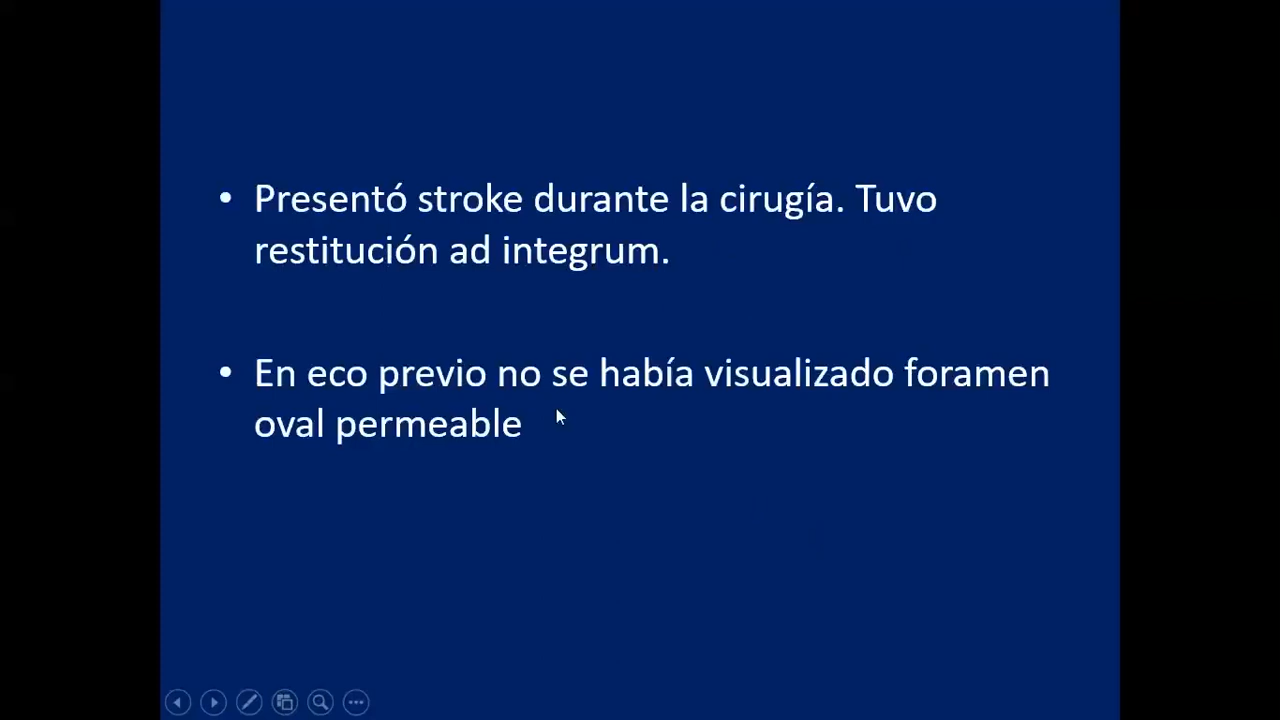 • Presentó stroke durante la cirugía. Tuvo
restitución ad integrum.
• En eco previo no se había visualizado foramen
oval permeable